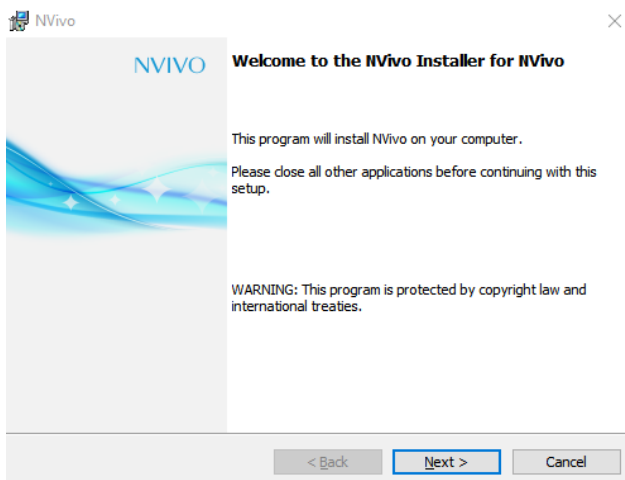 NVivo
NVIVO
Welcome to the NVivo Installer for NVivo
This program will install NVivo on your computer.
Please close all other applications before continuing with this
setup.
WARNING: This program is protected by copyright law and
international treaties.
< Back
Next >
Cancel